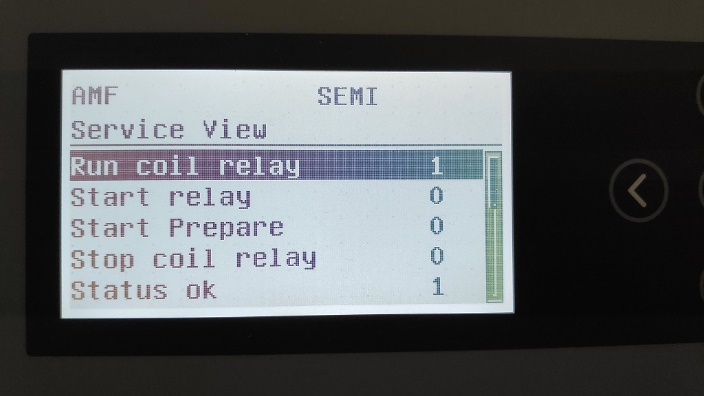 AMF SEMI
Service View
Run coil relay 1
Start relay 0
Start Prepare 0
Stop coil relay 0
Status ok 1